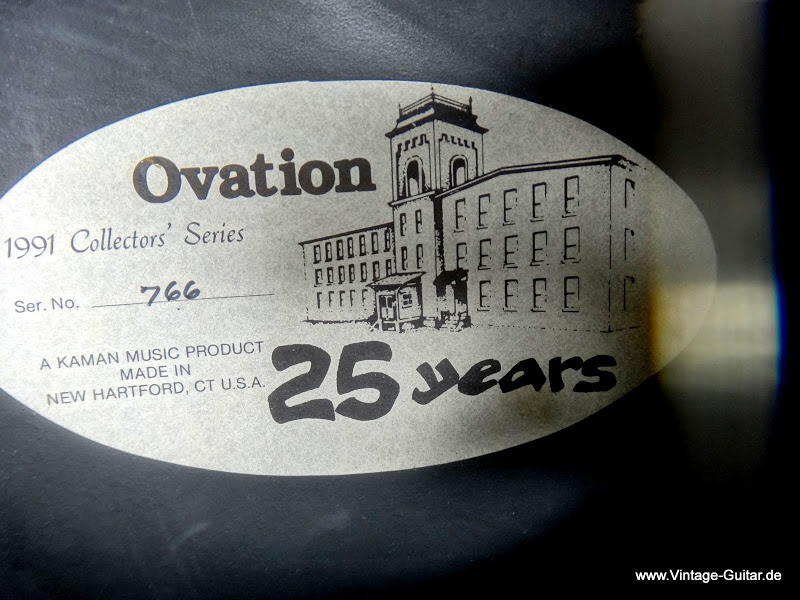 Ovation
1991 Collectors' Series
Ser. No. 766
A KAMAN MUSIC PRODUCT
MADE IN
NEW HARTFORD, CT U.S.A.
25 years
www.Vintage-Guitar.de